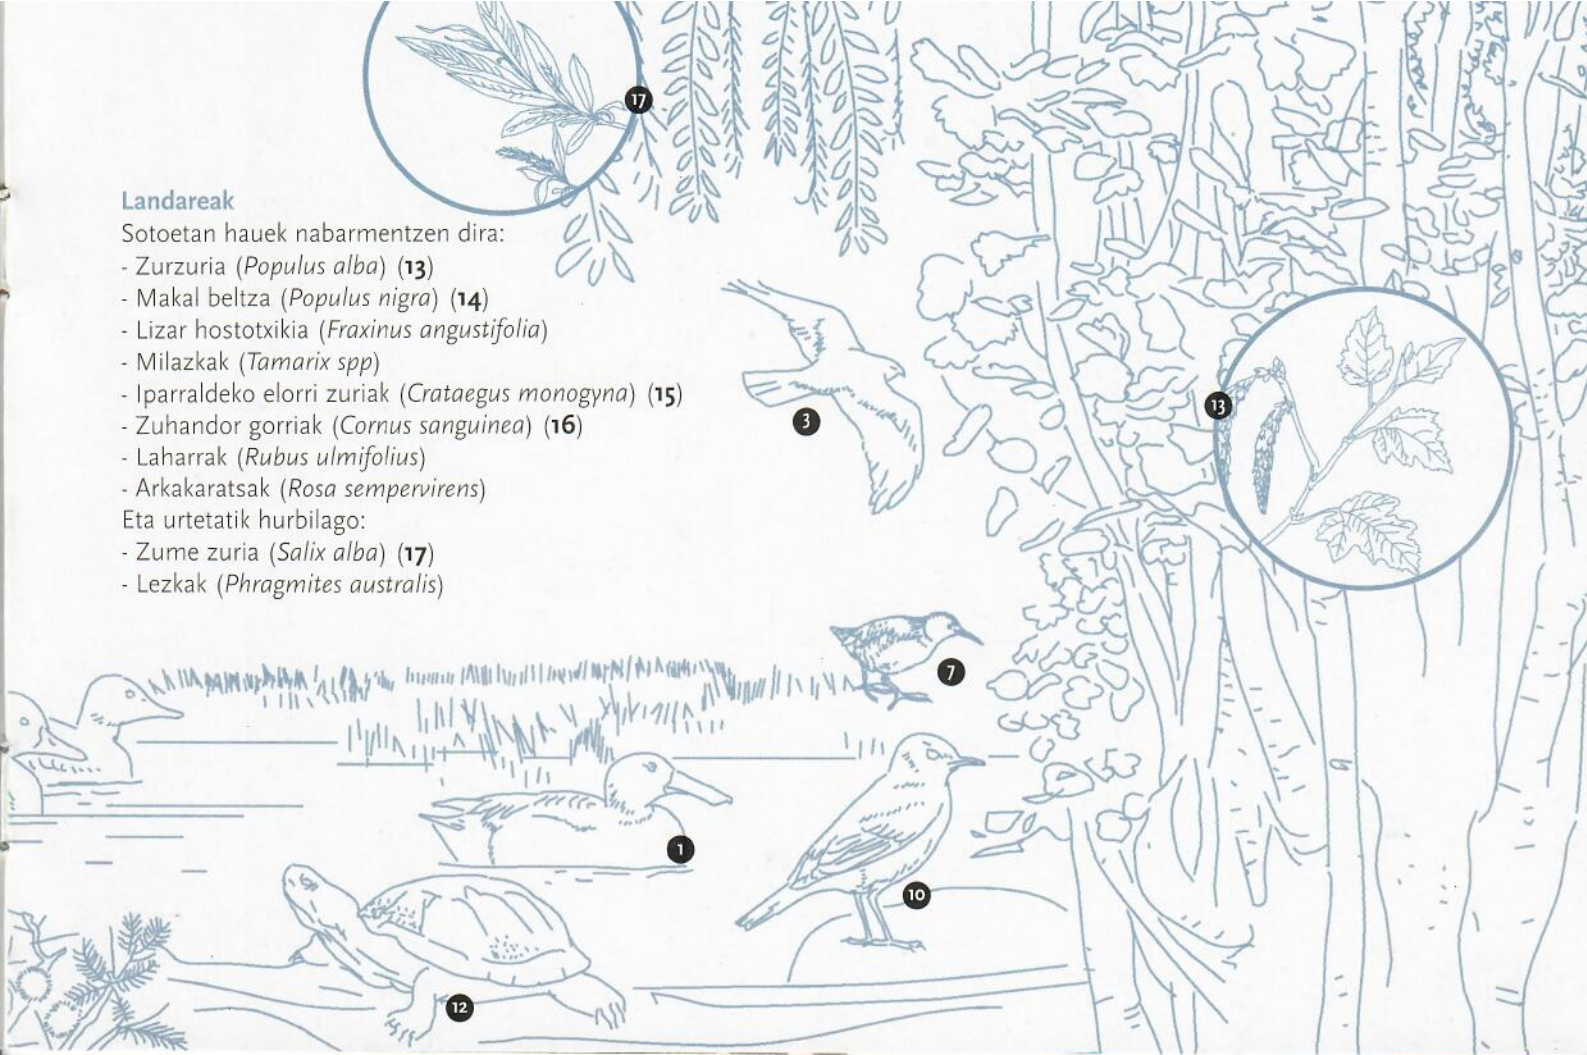 17
Landareak
Sotoetan hauek nabarmentzen dira:
- Zurzuria (Populus alba) (13)
- Makal beltza (Populus nigra) (14)
- Lizar hostotxikia (Fraxinus angustifolia)
- Milazkak (Tamarix spp)
- Iparraldeko elorri zuriak (Crataegus monogyna) (15)
- Zuhandor gorriak (Cornus sanguinea) (16)
- Laharrak (Rubus ulmifolius)
- Arkakaratsak (Rosa sempervirens)
Eta urtetatik hurbilago:
- Zume zuria (Salix alba) (17)
- Lezkak (Phragmites australis)
13
3
7
1
10
12